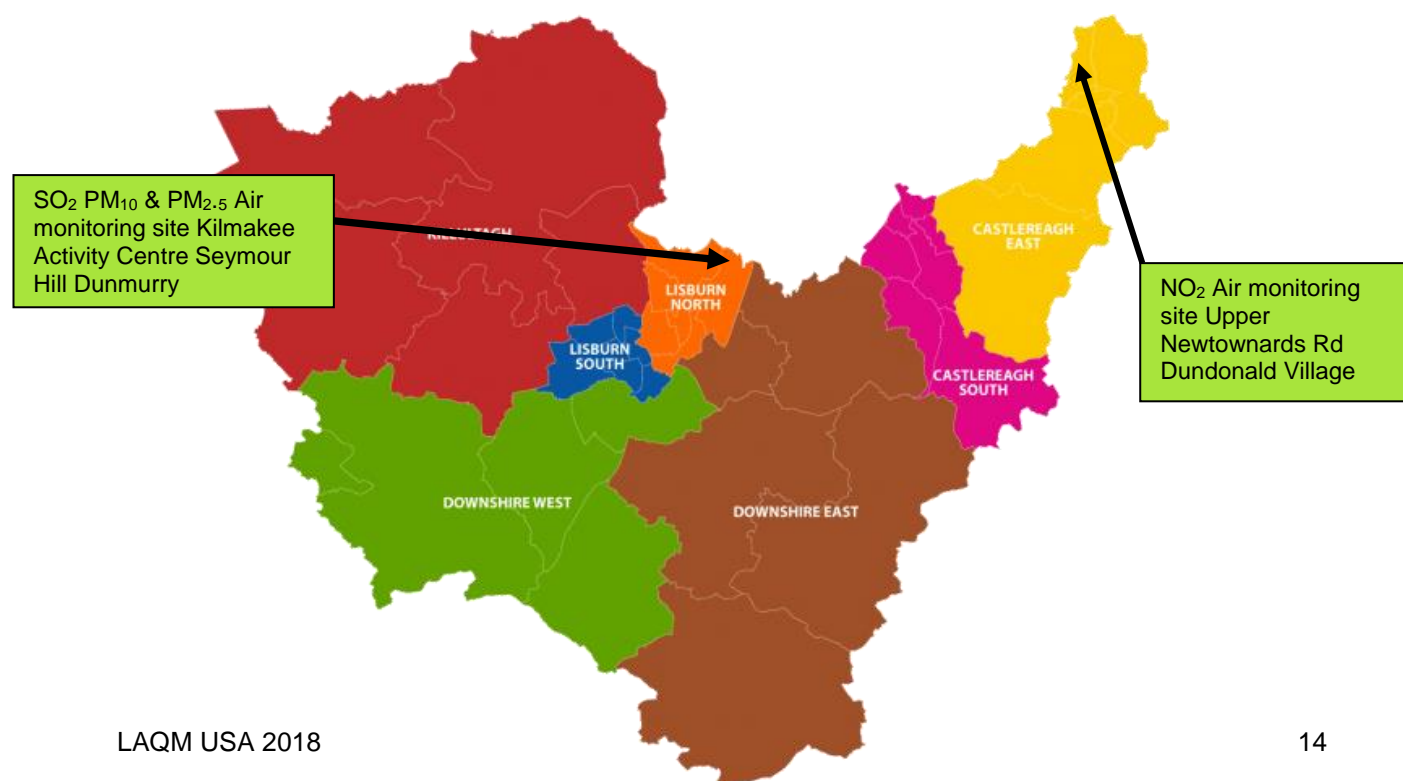 SO₂ PM₁₀ & PM₂.₅ Air
monitoring site Kilmakee
Activity Centre Seymour
Hill Dunmurry
KILLULTAGH
LISBURN
NORTH
LISBURN
SOUTH
CASTLEREAGH
EAST
CASTLEREAGH
SOUTH
NO₂ Air monitoring
site Upper
Newtownards Rd
Dundonald Village
DOWNSHIRE WEST
DOWNSHIRE EAST
LAQM USA 2018
14